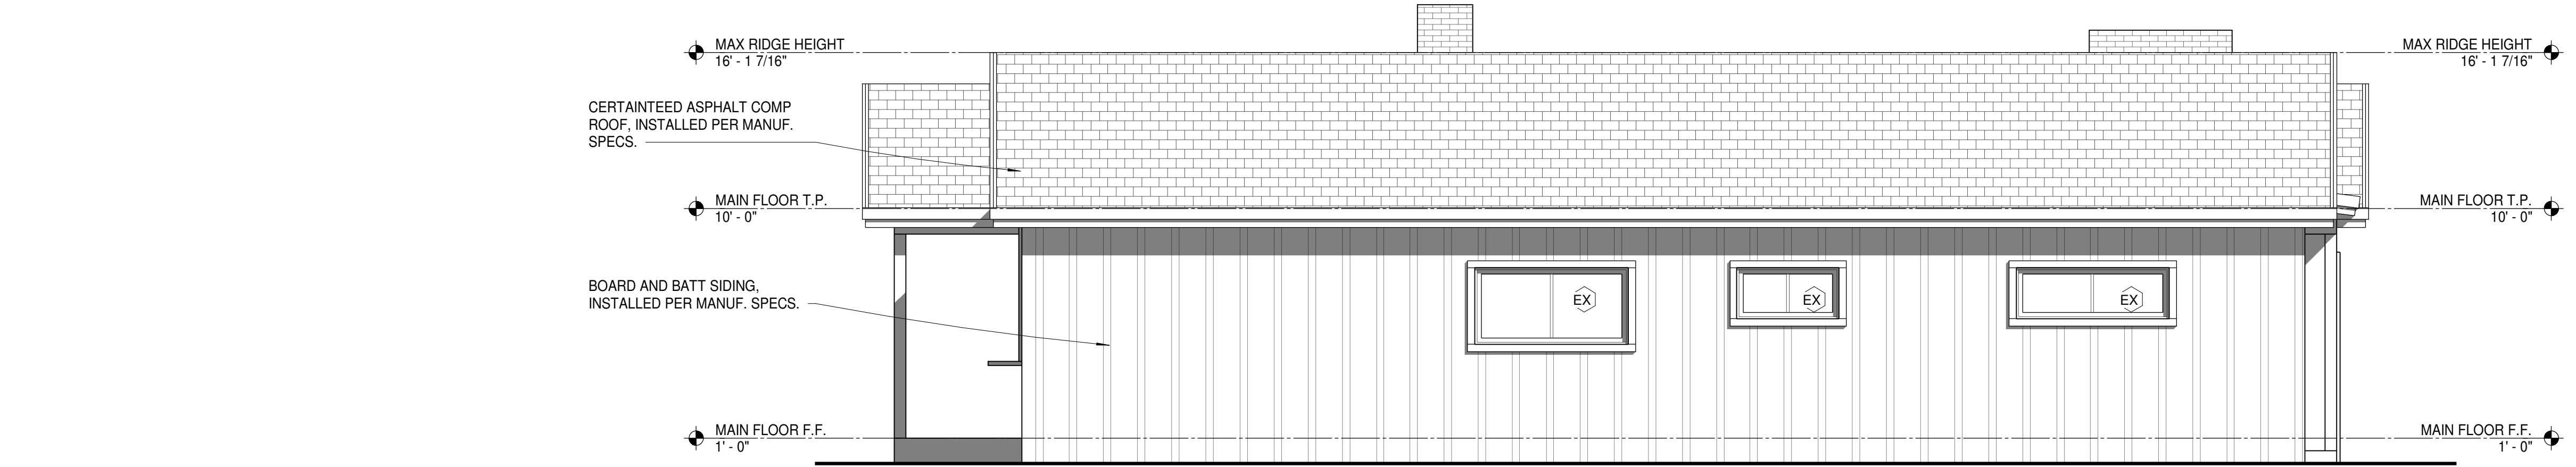 MAX RIDGE HEIGHT
16' - 1 7/16"
MAX RIDGE HEIGHT
16' - 1 7/16"
CERTAINTEED ASPHALT COMP
ROOF, INSTALLED PER MANUF.
SPECS.
MAIN FLOOR T.P.
10' - 0"
MAIN FLOOR T.P.
10' - 0"
BOARD AND BATT SIDING,
INSTALLED PER MANUF. SPECS.
EX
EX
EX
MAIN FLOOR F.F.
1' - 0"
MAIN FLOOR F.F.
1' - 0"